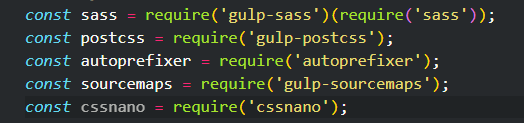 const sass = require('gulp-sass')(require('sass'));
const postcss = require('gulp-postcss');
const autoprefixer = require('autoprefixer');
const sourcemaps = require('gulp-sourcemaps');
const cssnano = require('cssnano');